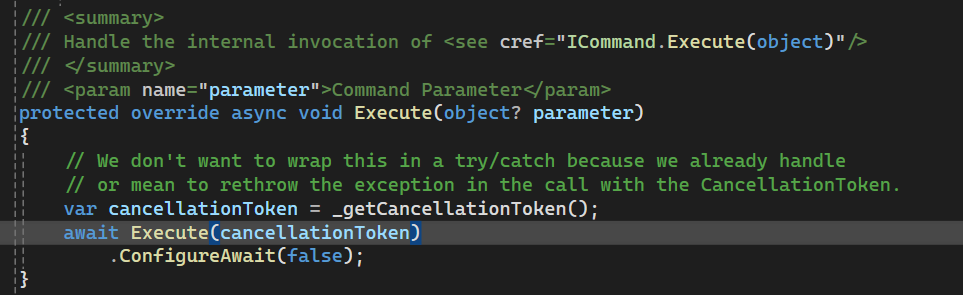 /// <summary>
/// Handle the internal invocation of <see cref="ICommand.Execute(object)"/>
/// </summary>
/// <param name="parameter">Command Parameter</param>
protected override async void Execute(object? parameter)
{
    // We don't want to wrap this in a try/catch because we already handle
    // or mean to rethrow the exception in the call with the CancellationToken.
    var cancellationToken = _getCancellationToken();
    await Execute(cancellationToken)
        .ConfigureAwait(false);
}